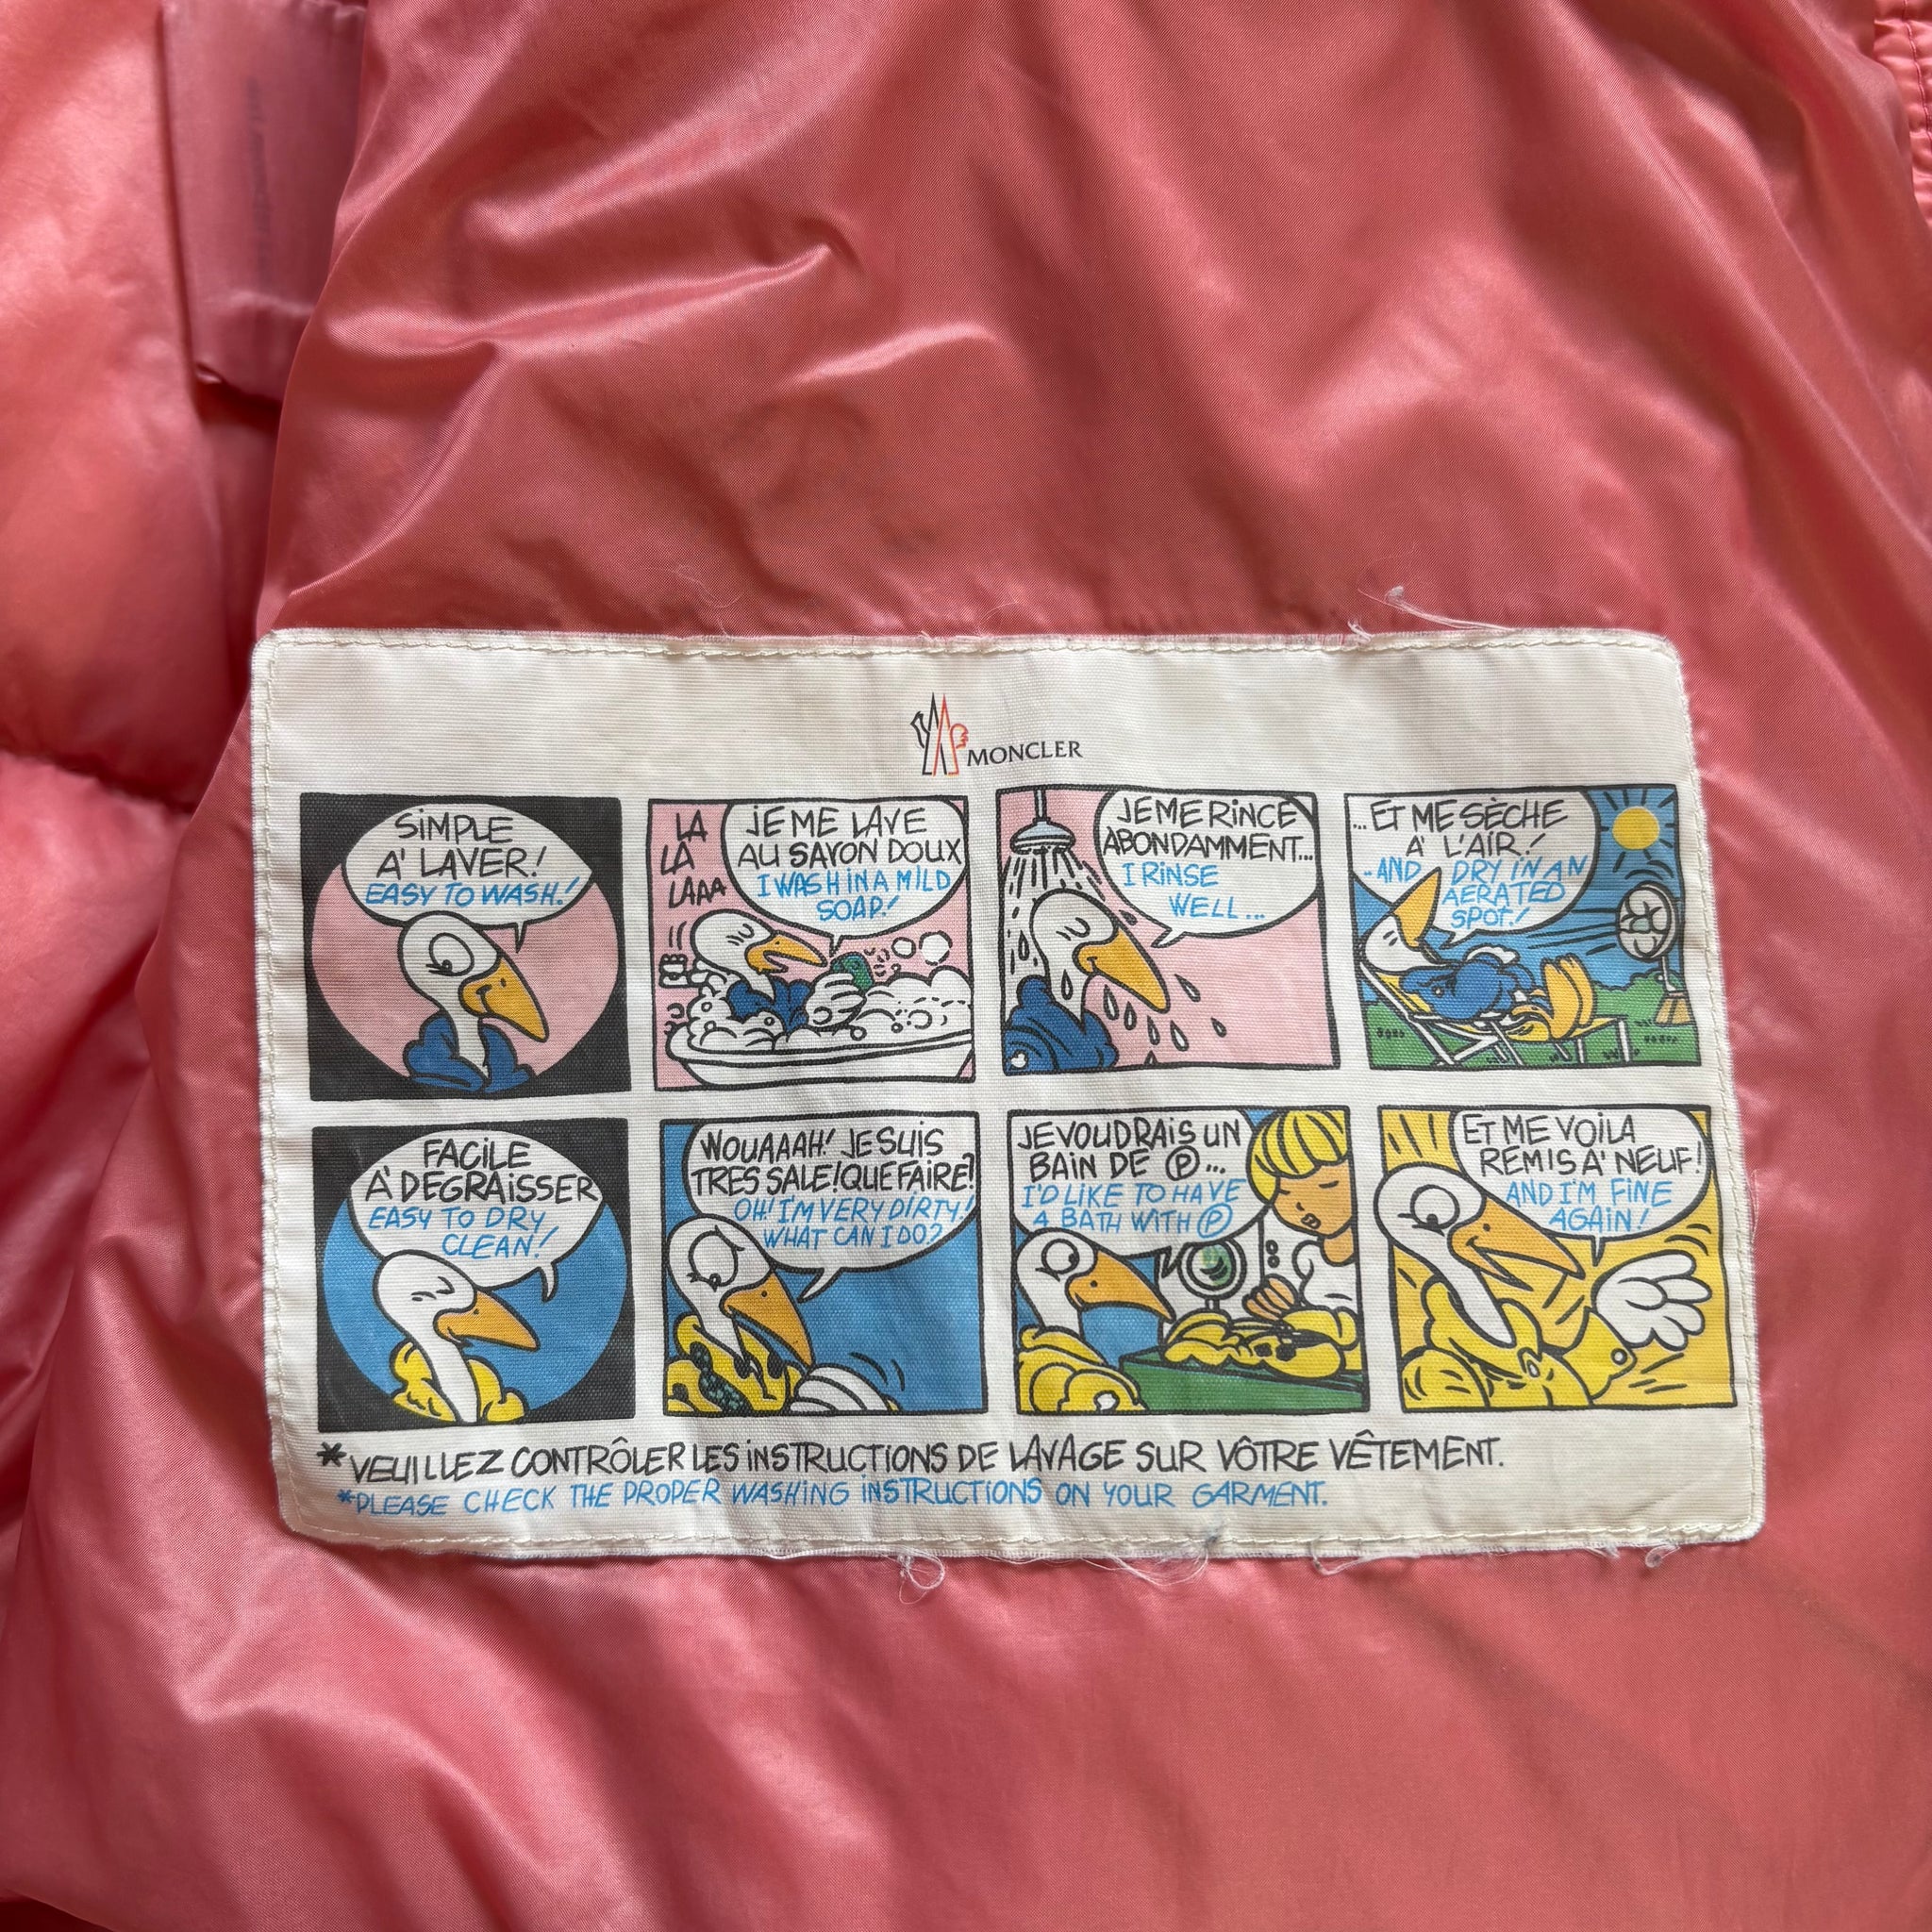 MONCLER
SIMPLE
A' LAVER!
EASY TO WASH!
LA
LA
LAAA
JE ME LAVE
AU SAVON DOUX
I WASH IN A MILD
SOAP!
JE ME RINCE
ABONDAMMENT...
I RINSE
WELL...
...ET ME SÈCHE
A' L'AIR!
-AND DRY IN AN
AERATED
SPOT!
FACILE
A' DEGRAISSER
EASY TO DRY
CLEAN!
WOUAAAH! JE SUIS
TRES SALE! QUE FAIRE?
OH! I'M VERY DIRTY!
WHAT CAN I DO?
JE VOUDRAIS UN
BAIN DE Ⓟ...
I'D LIKE TO HAVE
A BATH WITH Ⓟ
ET ME VOILA
REMIS A' NEUF!
AND I'M FINE
AGAIN!
*VEUILLEZ CONTRÔLER LES INSTRUCTIONS DE LAVAGE SUR VÔTRE VÊTEMENT.
*PLEASE CHECK THE PROPER WASHING INSTRUCTIONS ON YOUR GARMENT.